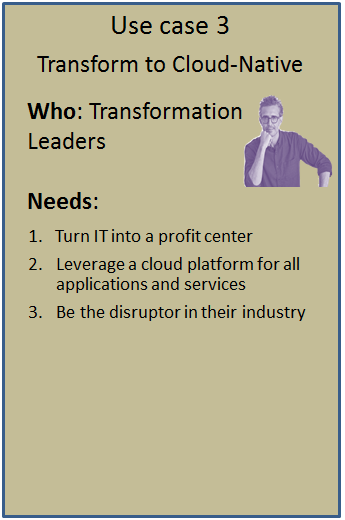 Use case 3
Transform to Cloud-Native
Who: Transformation
Leaders
Needs:
1. Turn IT into a profit center
2. Leverage a cloud platform for all
applications and services
3. Be the disruptor in their industry